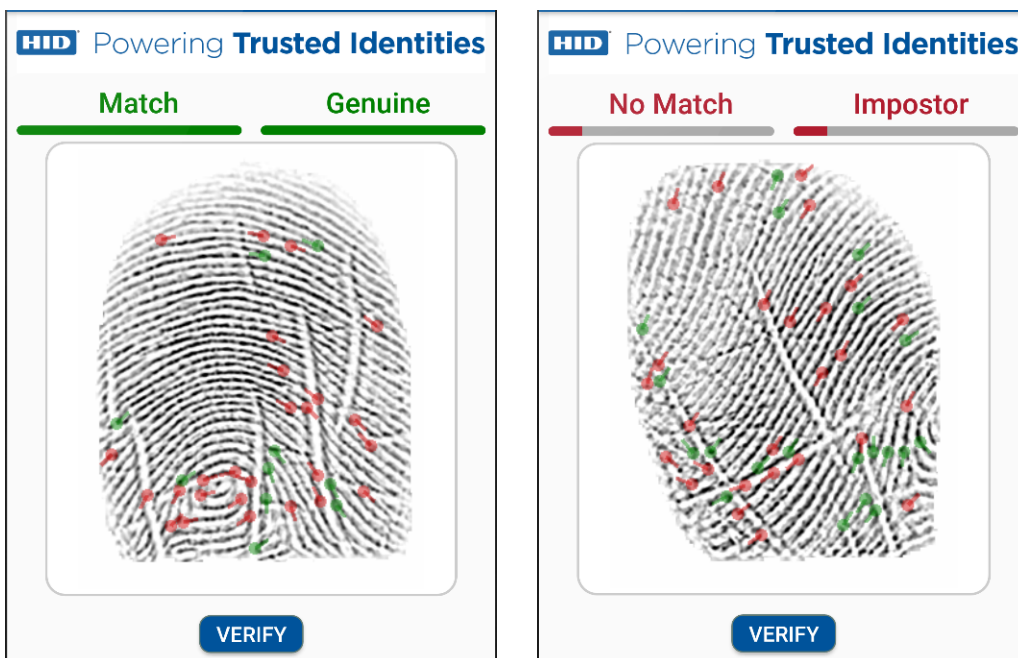 HID Powering Trusted Identities
Match Genuine
VERIFY
HID Powering Trusted Identities
No Match Impostor
VERIFY